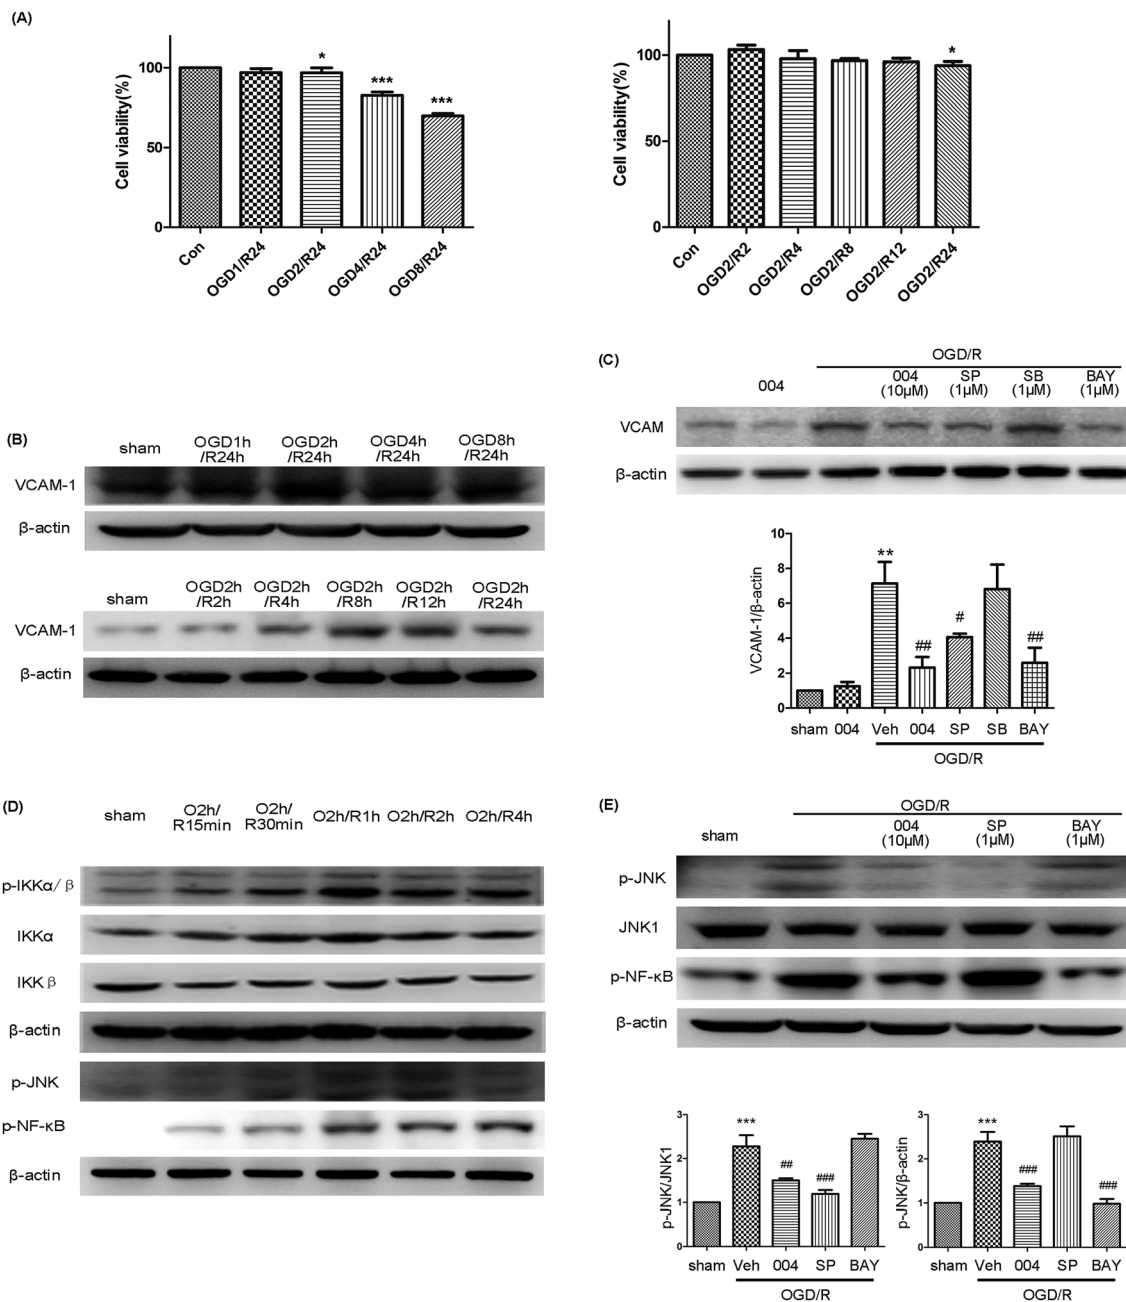 (A)
Cell viability(%)
100
50
0
*
***
***
Con
OGD1/R24
OGD2/R24
OGD4/R24
OGD8/R24
Cell viability(%)
100
50
0
*
Con
OGD2/R2
OGD2/R4
OGD2/R8
OGD2/R12
OGD2/R24
(B)
sham
OGD1h
/R24h
OGD2h
/R24h
OGD4h
/R24h
OGD8h
/R24h
VCAM-1
β-actin
sham
OGD2h
/R2h
OGD2h
/R4h
OGD2h
/R8h
OGD2h
/R12h
OGD2h
/R24h
VCAM-1
β-actin
(C)
OGD/R
004
004
(10μM)
SP
(1μM)
SB
(1μM)
BAY
(1μM)
VCAM
β-actin
VCAM-1/β-actin
10
8
6
4
2
0
**
##
#
##
sham 004 Veh 004 SP SB BAY
OGD/R
(D)
sham
O2h/
R15min
O2h/
R30min
O2h/R1h
O2h/R2h
O2h/R4h
p-IKKα/β
IKKα
IKKβ
β-actin
p-JNK
p-NF-κB
β-actin
(E)
OGD/R
sham
004
(10μM)
SP
(1μM)
BAY
(1μM)
p-JNK
JNK1
p-NF-κB
β-actin
p-JNK/JNK1
3
2
1
0
***
##
###
sham Veh 004 SP BAY
OGD/R
p-JNK/β-actin
3
2
1
0
***
###
###
sham Veh 004 SP BAY
OGD/R